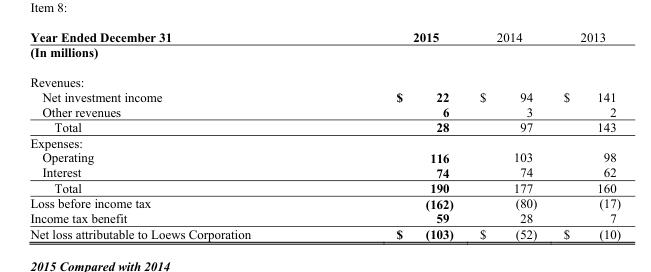 Item 8:
Year Ended December 31 2015 2014 2013
(In millions)
Revenues:
Net investment income $ 22 $ 94 $ 141
Other revenues 6 3 2
Total 28 97 143
Expenses:
Operating 116 103 98
Interest 74 74 62
Total 190 177 160
Loss before income tax (162) (80) (17)
Income tax benefit 59 28 7
Net loss attributable to Loews Corporation $ (103) $ (52) $ (10)
2015 Compared with 2014